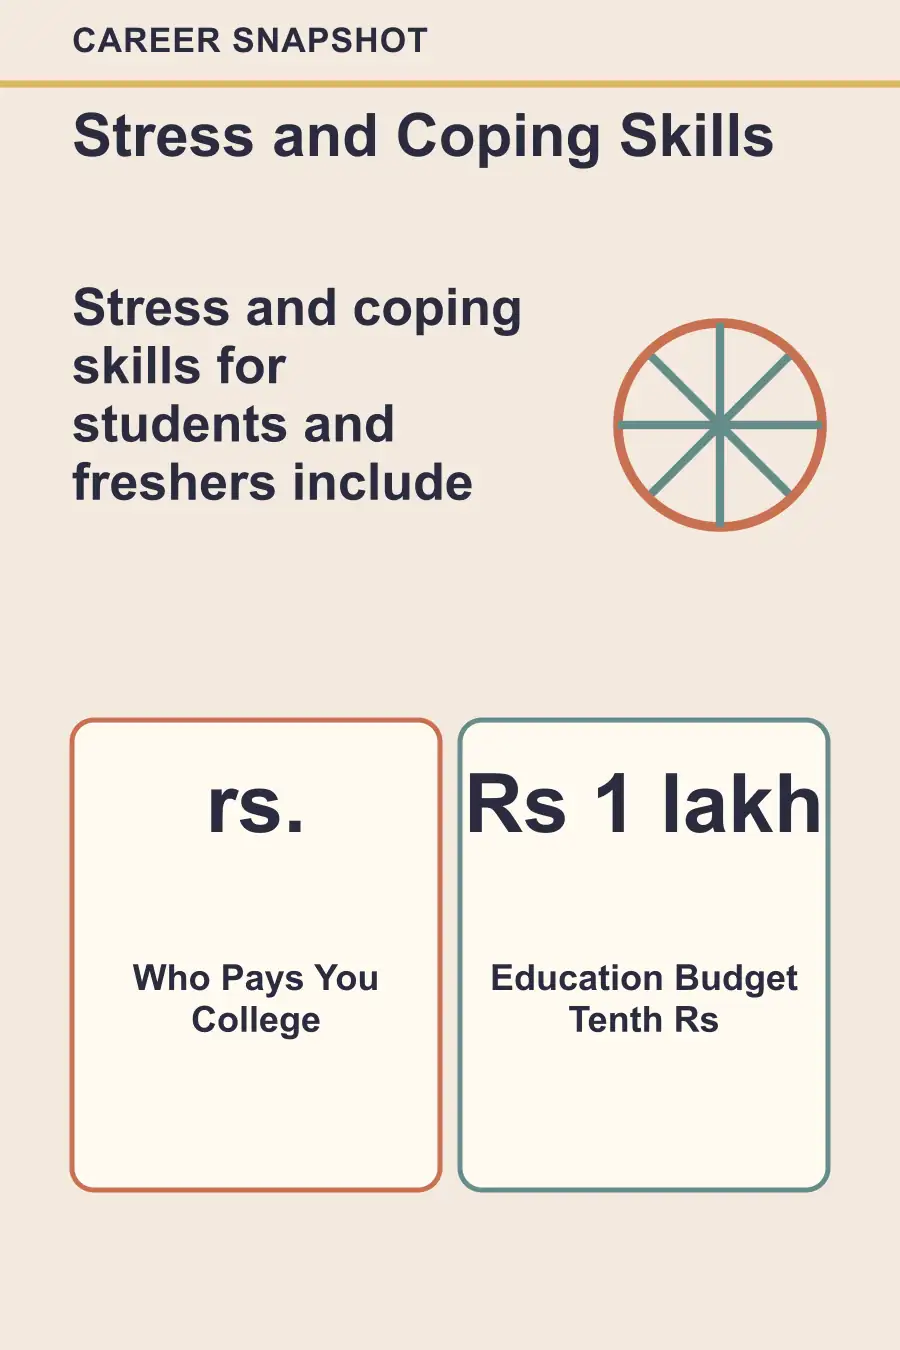 CAREER SNAPSHOT
Stress and Coping Skills
Stress and coping
skills for
students and
freshers include
rs.
Who Pays You
College
Rs 1 lakh
Education Budget
Tenth Rs